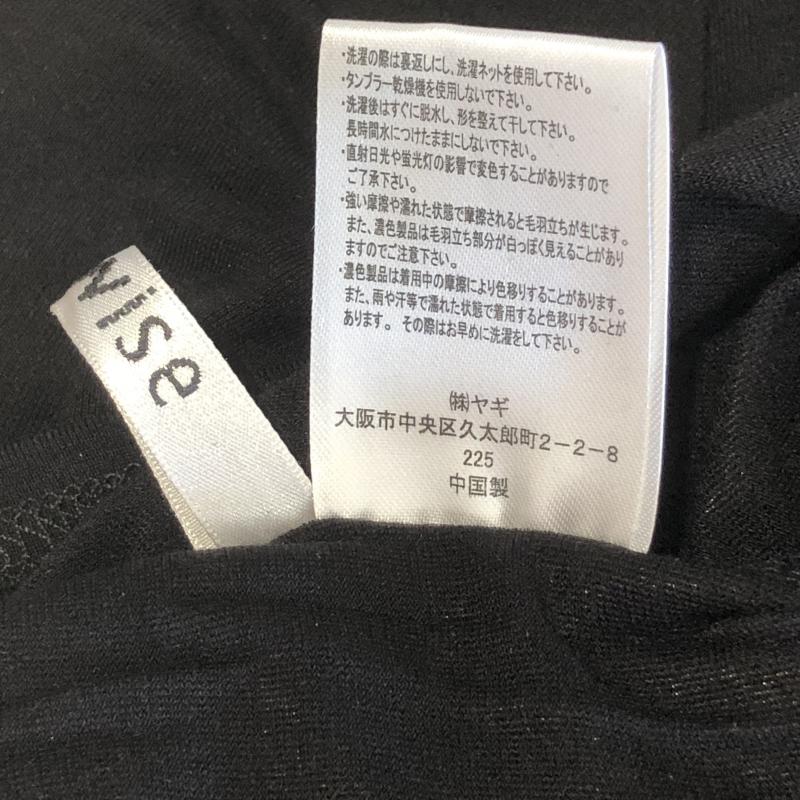 ・洗濯の際は裏返しにし、洗濯ネットを使用して下さい。
・タンブラー乾燥機を使用しないで下さい。
・洗濯後はすぐに脱水し、形を整えて干して下さい。
長時間水につけたままにしないで下さい。
・直射日光や蛍光灯の影響で変色することがありますので
ご了承下さい。
・強い摩擦や濡れた状態で摩擦されると毛羽立ちが生じます。
また、濃色製品は毛羽立ち部分が白っぽく見えることがあり
ますのでご注意下さい。
・濃色製品は着用中の摩擦により色移りすることがあります。
また、雨や汗等で濡れた状態で着用すると色移りすることが
あります。 その際はお早めに洗濯をして下さい。
㈱ヤギ
大阪市中央区久太郎町2-2-8
225
中国製
wise